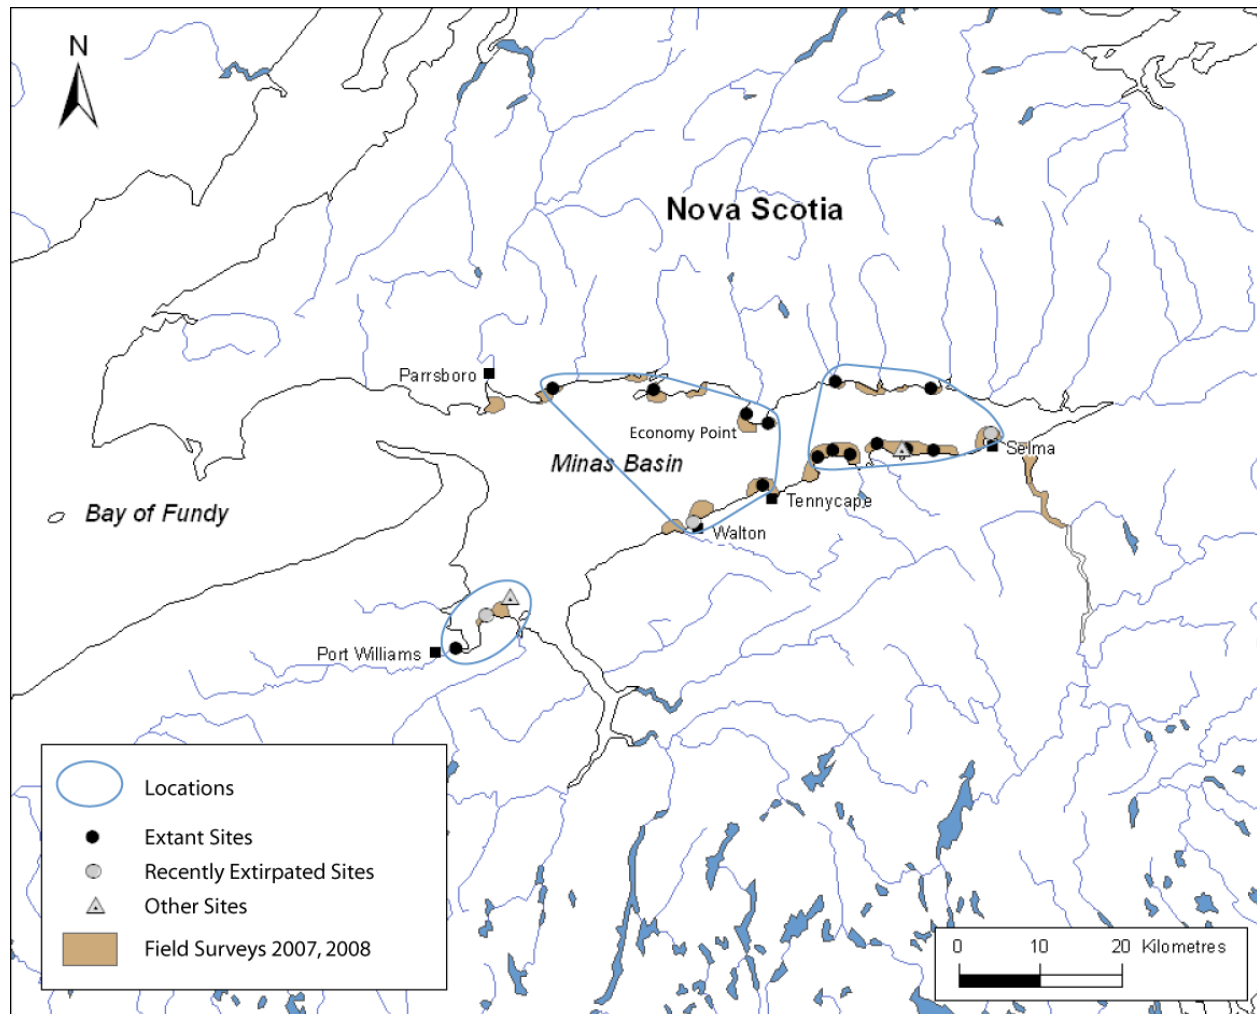 N
Nova Scotia
Parrsboro
Economy Point
Minas Basin
Selma
Tennycape
Bay of Fundy
Walton
Port Williams
Locations
Extant Sites
Recently Extirpated Sites
Other Sites
Field Surveys 2007, 2008
0 10 20 Kilometres